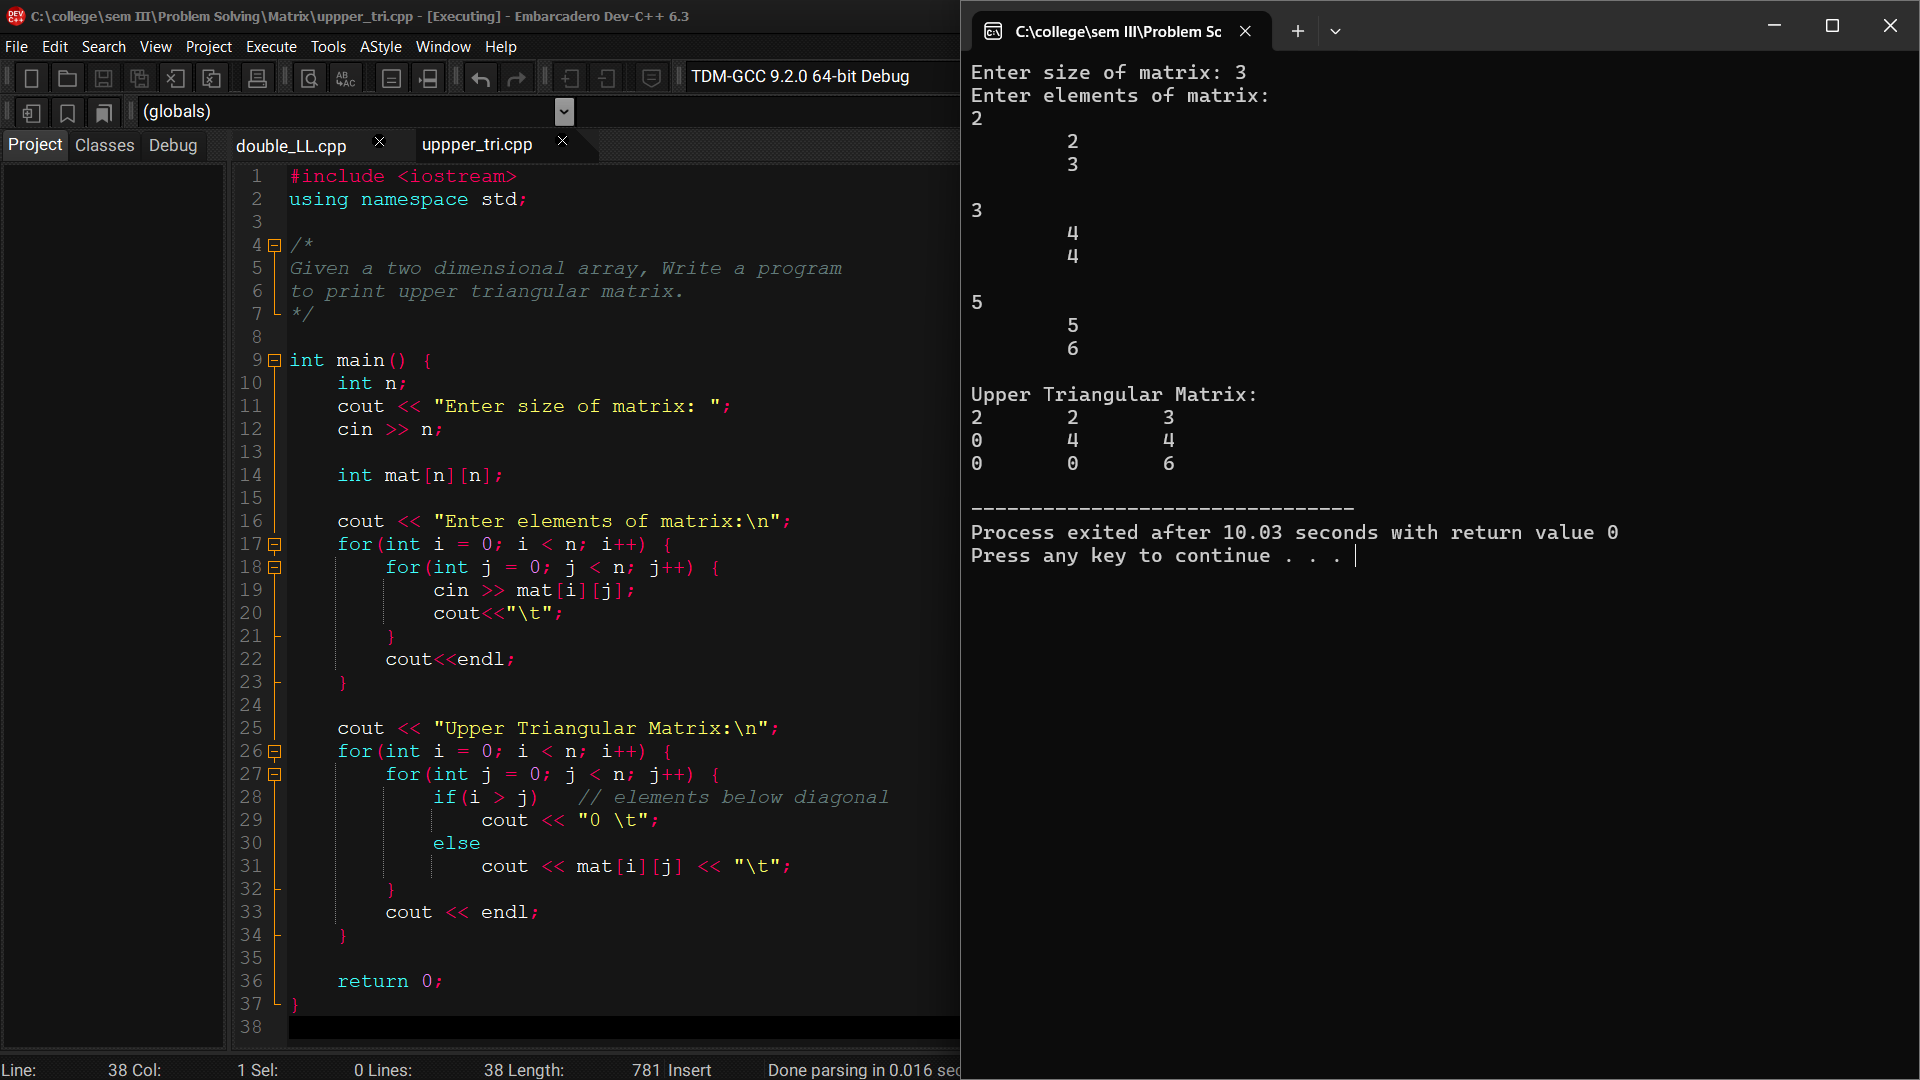 C:\college\sem III\Problem Solving\Matrix\uppper_tri.cpp - [Executing] - Embarcadero Dev-C++ 6.3
File Edit Search View Project Execute Tools AStyle Window Help
TDM-GCC 9.2.0 64-bit Debug
(globals)
Project Classes Debug
double_LL.cpp uppper_tri.cpp
1 #include <iostream>
2 using namespace std;
3
4 /*
5 Given a two dimensional array, Write a program
6 to print upper triangular matrix.
7 */
8
9 int main() {
10 int n;
11 cout << "Enter size of matrix: ";
12 cin >> n;
13
14 int mat[n][n];
15
16 cout << "Enter elements of matrix:\n";
17 for(int i = 0; i < n; i++) {
18 for(int j = 0; j < n; j++) {
19 cin >> mat[i][j];
20 cout<<"\t";
21 }
22 cout<<endl;
23 }
24
25 cout << "Upper Triangular Matrix:\n";
26 for(int i = 0; i < n; i++) {
27 for(int j = 0; j < n; j++) {
28 if(i > j) // elements below diagonal
29 cout << "0 \t";
30 else
31 cout << mat[i][j] << "\t";
32 }
33 cout << endl;
34 }
35
36 return 0;
37 }
38
Line: 38 Col: 1 Sel: 0 Lines: 38 Length: 781 Insert Done parsing in 0.016 sec
C:\college\sem III\Problem Sc
Enter size of matrix: 3
Enter elements of matrix:
2
2
3
3
4
4
5
5
6
Upper Triangular Matrix:
2 2 3
0 4 4
0 0 6
--------------------------------
Process exited after 10.03 seconds with return value 0
Press any key to continue . . .